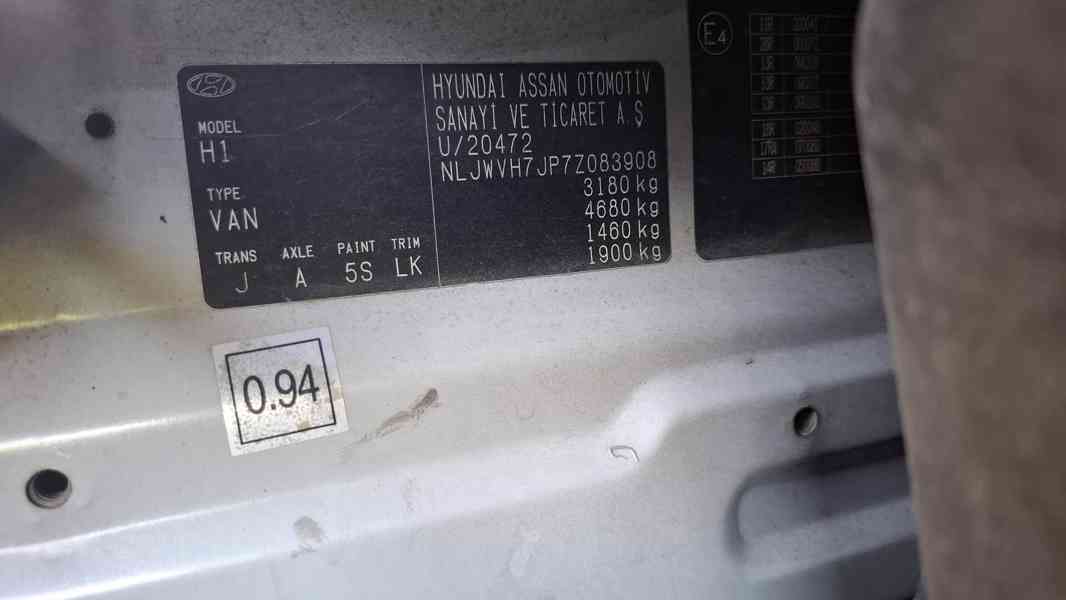 MODEL
H1
TYPE
VAN
TRANS AXLE PAINT TRIM
J A 5S LK
HYUNDAI ASSAN OTOMOTİV
SANAYİ VE TİCARET A.Ş
U/20472
NLJWVH7JP7Z083908
3180 kg
4680 kg
1460 kg
1900 kg
E4
0.94